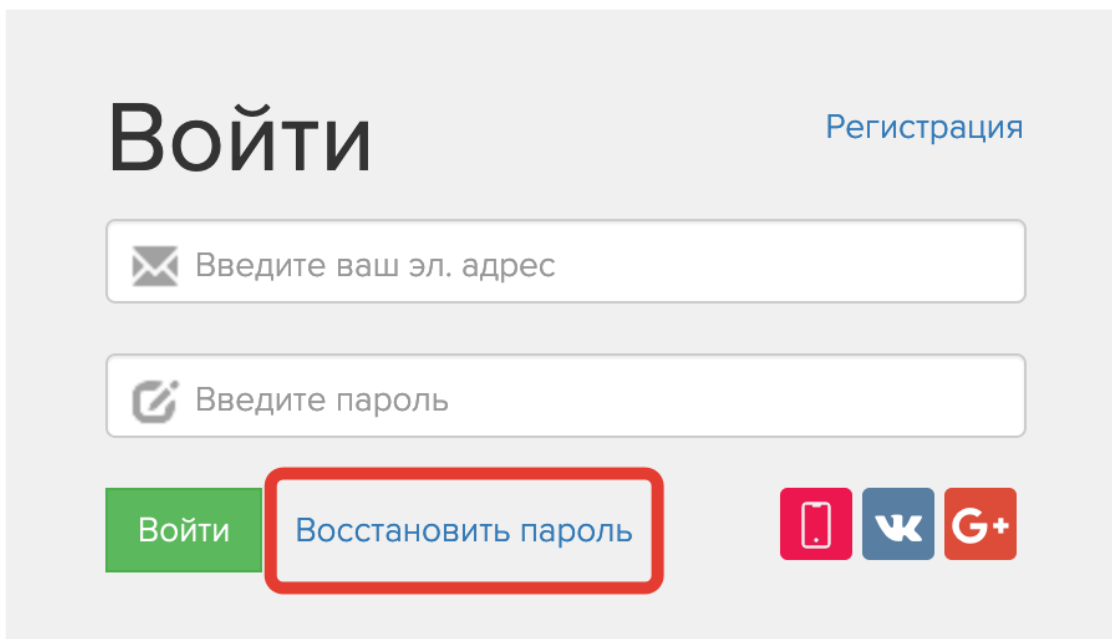 Войти
Регистрация
Введите ваш эл. адрес
Введите пароль
Войти
Восстановить пароль
G+